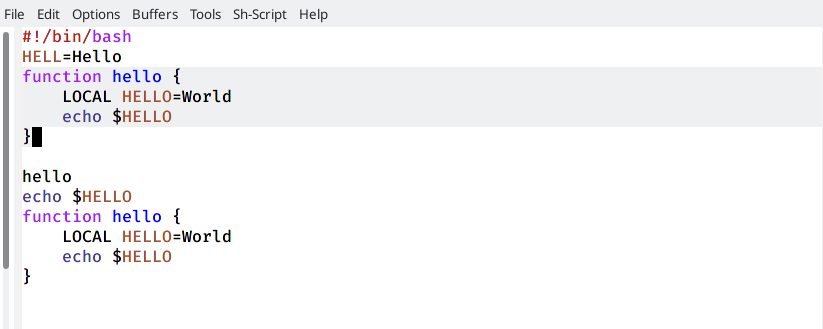 File Edit Options Buffers Tools Sh-Script Help
#!/bin/bash
HELL=Hello
function hello {
    LOCAL HELLO=World
    echo $HELLO
}

hello
echo $HELLO
function hello {
    LOCAL HELLO=World
    echo $HELLO
}